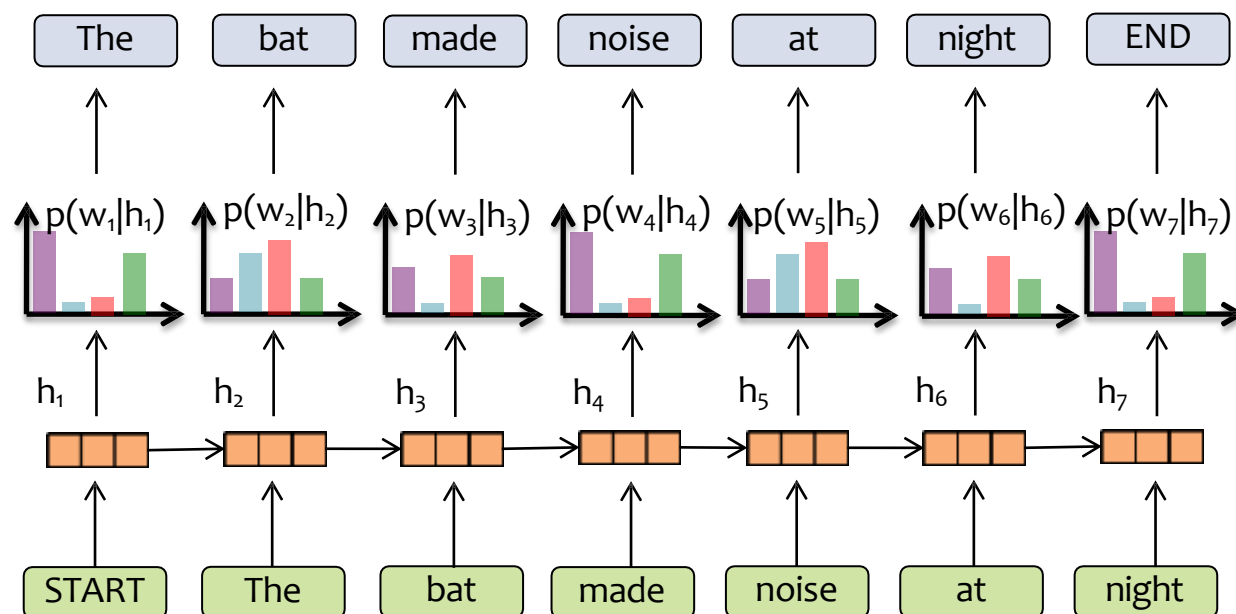 The bat made noise at night END
p(w₁|h₁) p(w₂|h₂) p(w₃|h₃) p(w₄|h₄) p(w₅|h₅) p(w₆|h₆) p(w₇|h₇)
h₁ h₂ h₃ h₄ h₅ h₆ h₇
START The bat made noise at night